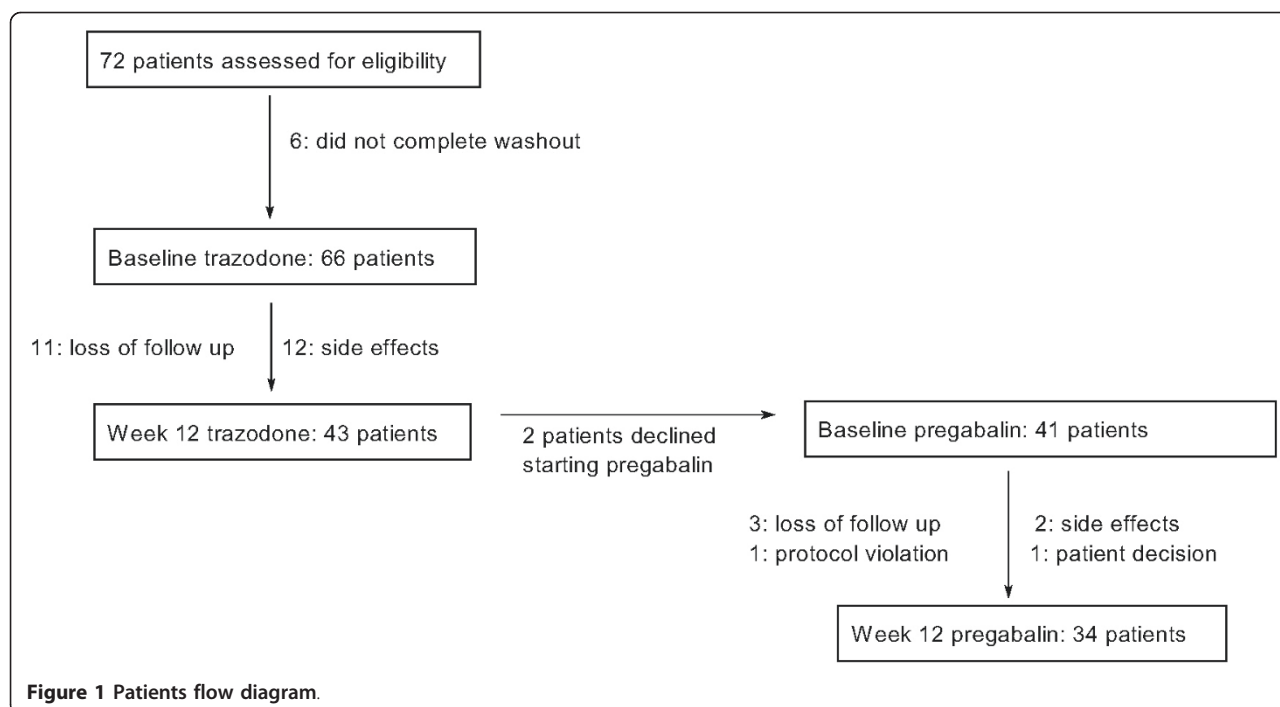 72 patients assessed for eligibility
6: did not complete washout
Baseline trazodone: 66 patients
11: loss of follow up
12: side effects
Week 12 trazodone: 43 patients
2 patients declined
starting pregabalin
Baseline pregabalin: 41 patients
3: loss of follow up
1: protocol violation
2: side effects
1: patient decision
Week 12 pregabalin: 34 patients
Figure 1 Patients flow diagram.